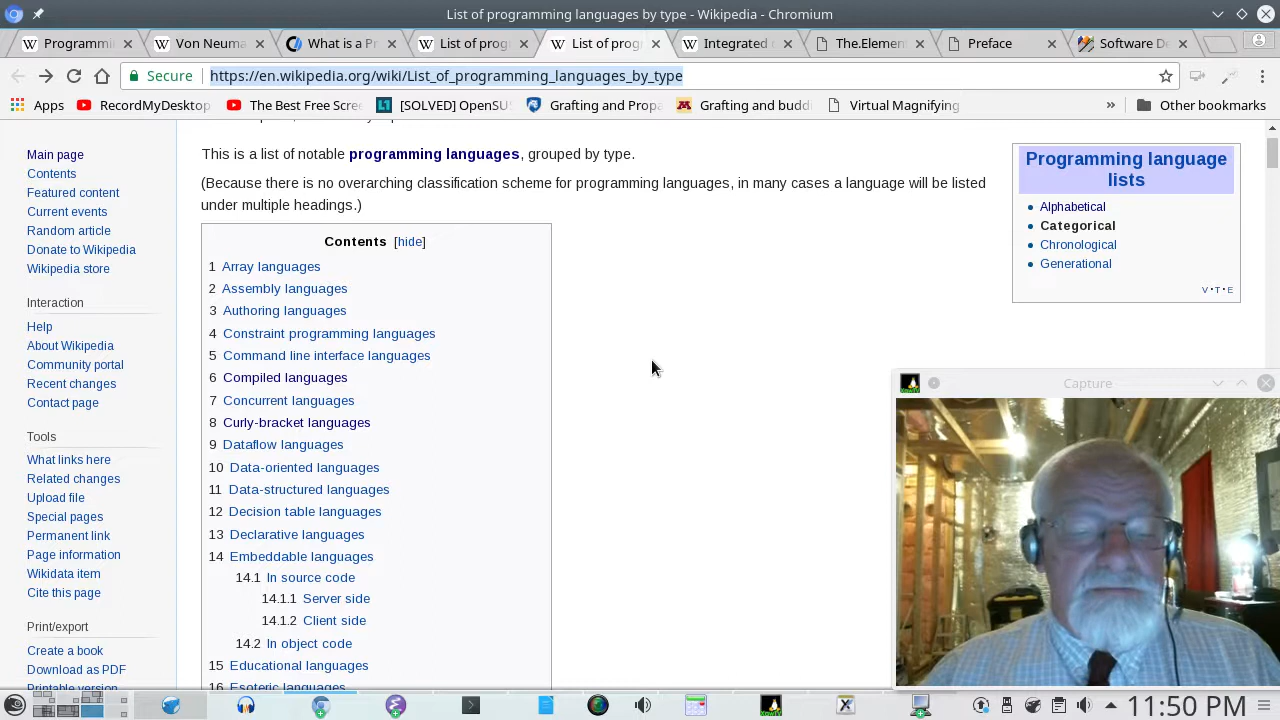 List of programming languages by type - Wikipedia - Chromium
Programmi
Von Neuma
What is a Pr
List of prog
List of prog
Integrated
The.Elemen
Preface
Software De
Secure
https://en.wikipedia.org/wiki/List_of_programming_languages_by_type
Apps
RecordMyDesktop
The Best Free Scre
[SOLVED] OpenSUS
Grafting and Propa
Grafting and buddi
Virtual Magnifying
»
Other bookmarks
Main page
Contents
Featured content
Current events
Random article
Donate to Wikipedia
Wikipedia store
Interaction
Help
About Wikipedia
Community portal
Recent changes
Contact page
Tools
What links here
Related changes
Upload file
Special pages
Permanent link
Page information
Wikidata item
Cite this page
Print/export
Create a book
Download as PDF
Printable version
This is a list of notable programming languages, grouped by type.
(Because there is no overarching classification scheme for programming languages, in many cases a language will be listed
under multiple headings.)
Contents [hide]
1 Array languages
2 Assembly languages
3 Authoring languages
4 Constraint programming languages
5 Command line interface languages
6 Compiled languages
7 Concurrent languages
8 Curly-bracket languages
9 Dataflow languages
10 Data-oriented languages
11 Data-structured languages
12 Decision table languages
13 Declarative languages
14 Embeddable languages
14.1 In source code
14.1.1 Server side
14.1.2 Client side
14.2 In object code
15 Educational languages
16 Esoteric languages
Programming language
lists
Alphabetical
Categorical
Chronological
Generational
V·T·E
Capture
11:50 PM